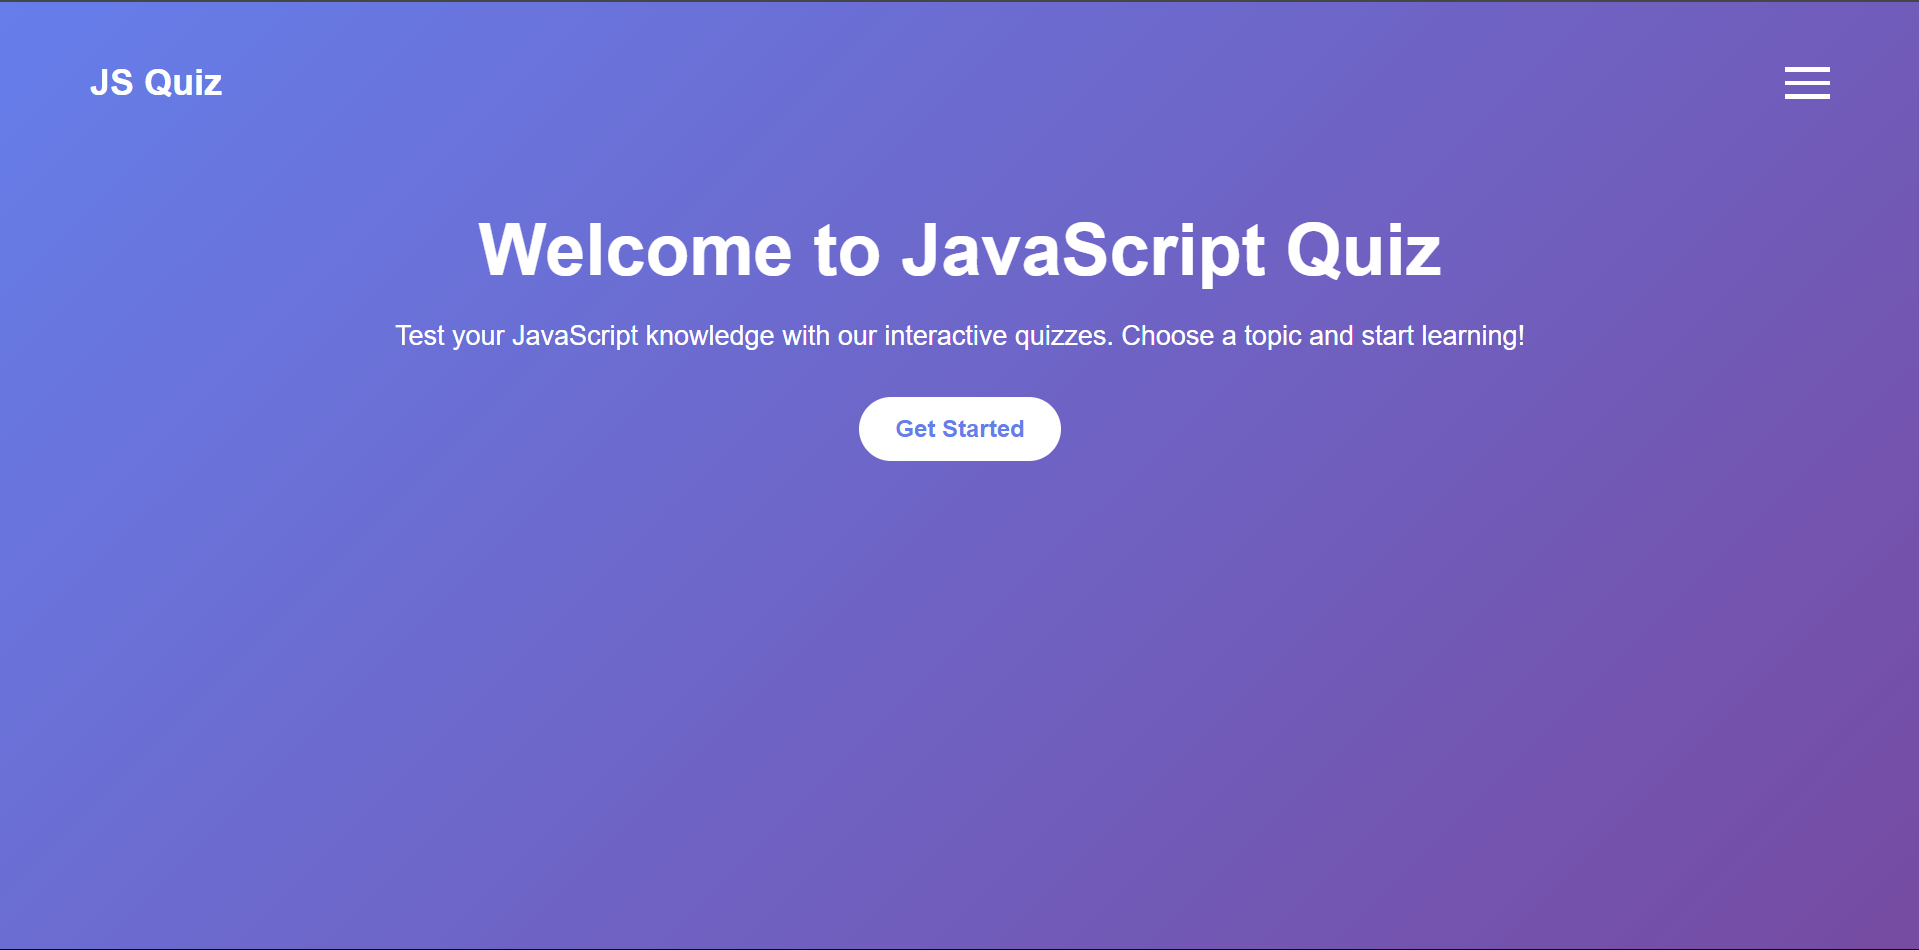 JS Quiz
Welcome to JavaScript Quiz
Test your JavaScript knowledge with our interactive quizzes. Choose a topic and start learning!
Get Started